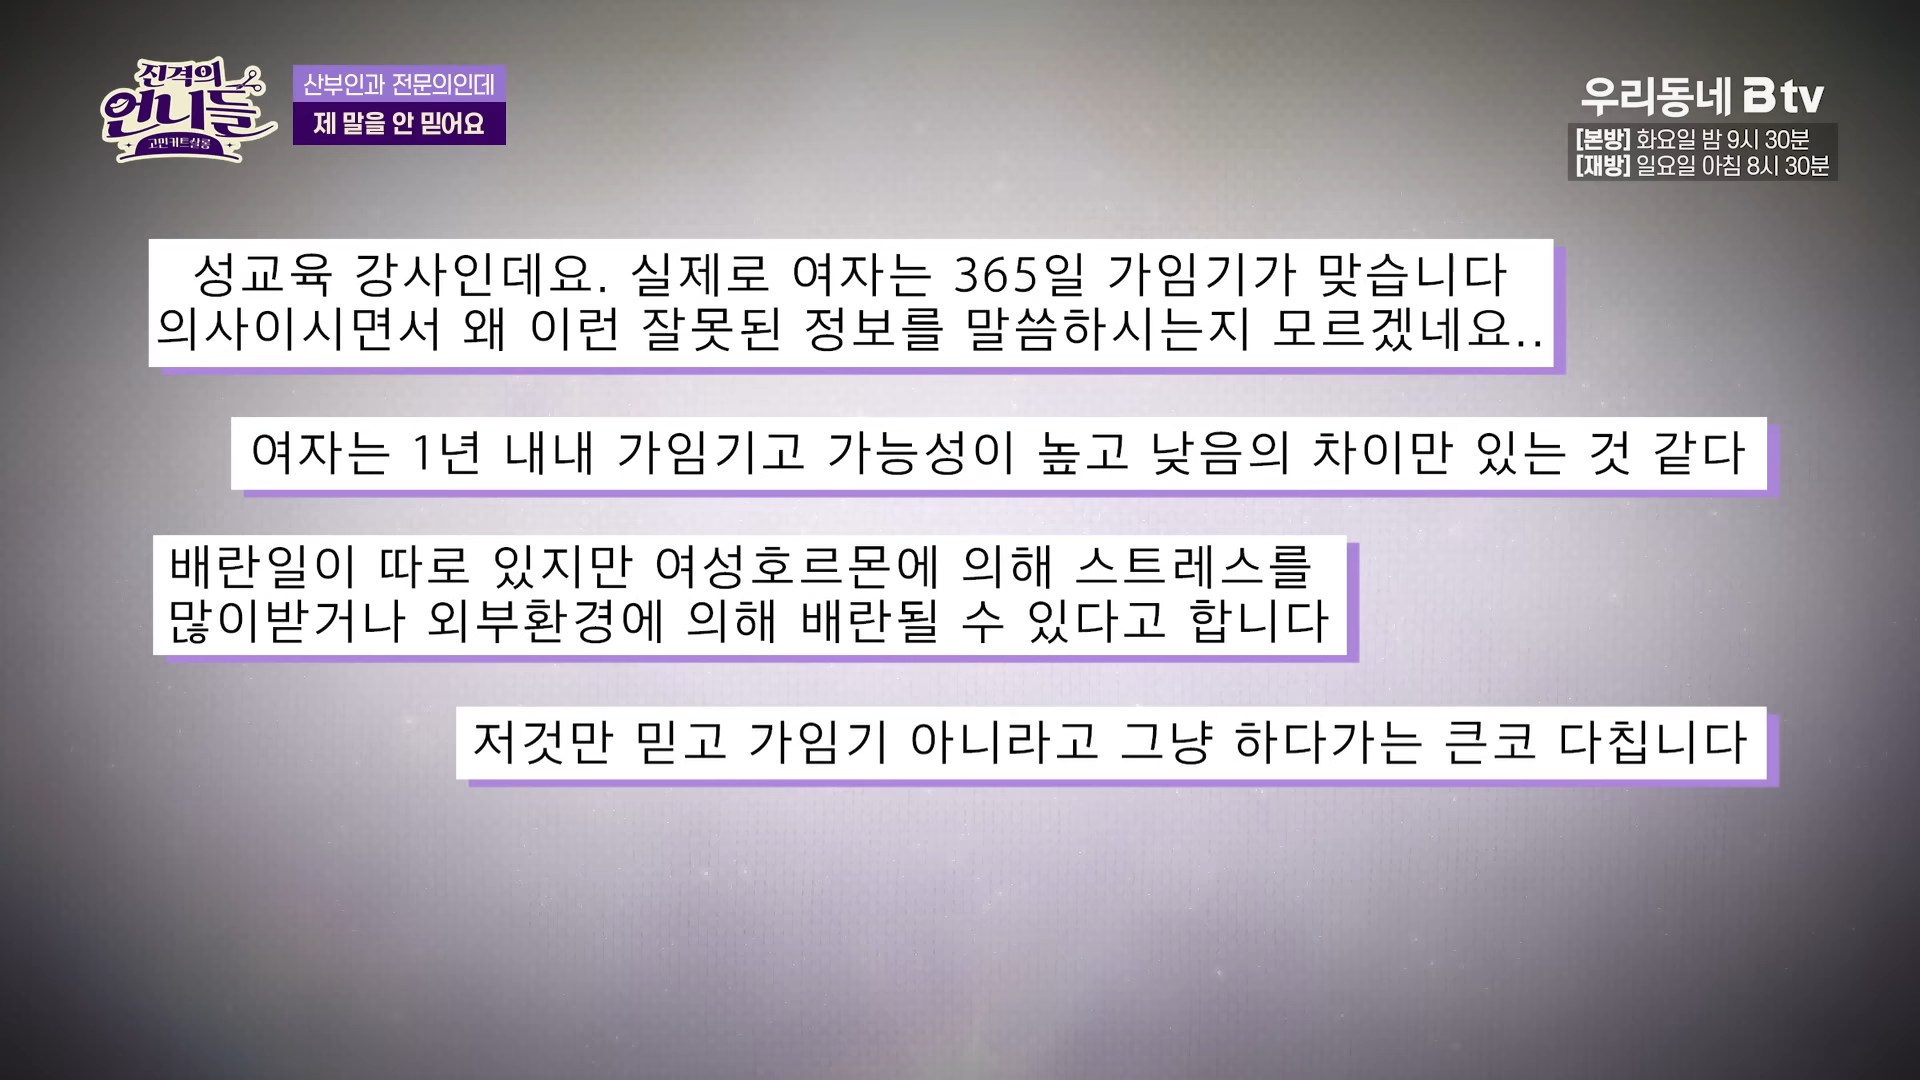 진격의
언니들
고민커트살롱
산부인과 전문의인데
제 말을 안 믿어요
우리동네 B tv
[본방] 화요일 밤 9시 30분
[재방] 일요일 아침 8시 30분
성교육 강사인데요. 실제로 여자는 365일 가임기가 맞습니다
의사이시면서 왜 이런 잘못된 정보를 말씀하시는지 모르겠네요..
여자는 1년 내내 가임기고 가능성이 높고 낮음의 차이만 있는 것 같다
배란일이 따로 있지만 여성호르몬에 의해 스트레스를
많이받거나 외부환경에 의해 배란될 수 있다고 합니다
저것만 믿고 가임기 아니라고 그냥 하다가는 큰코 다칩니다